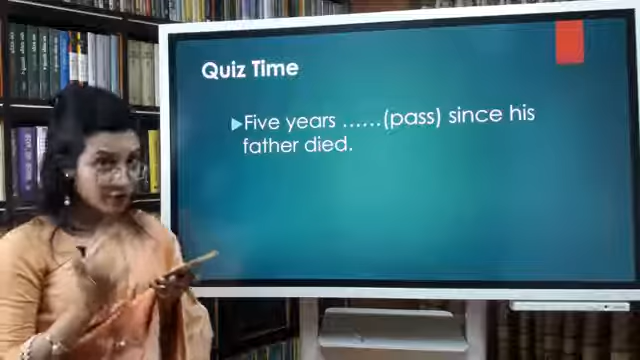 Quiz Time
Five years ......(pass) since his
father died.